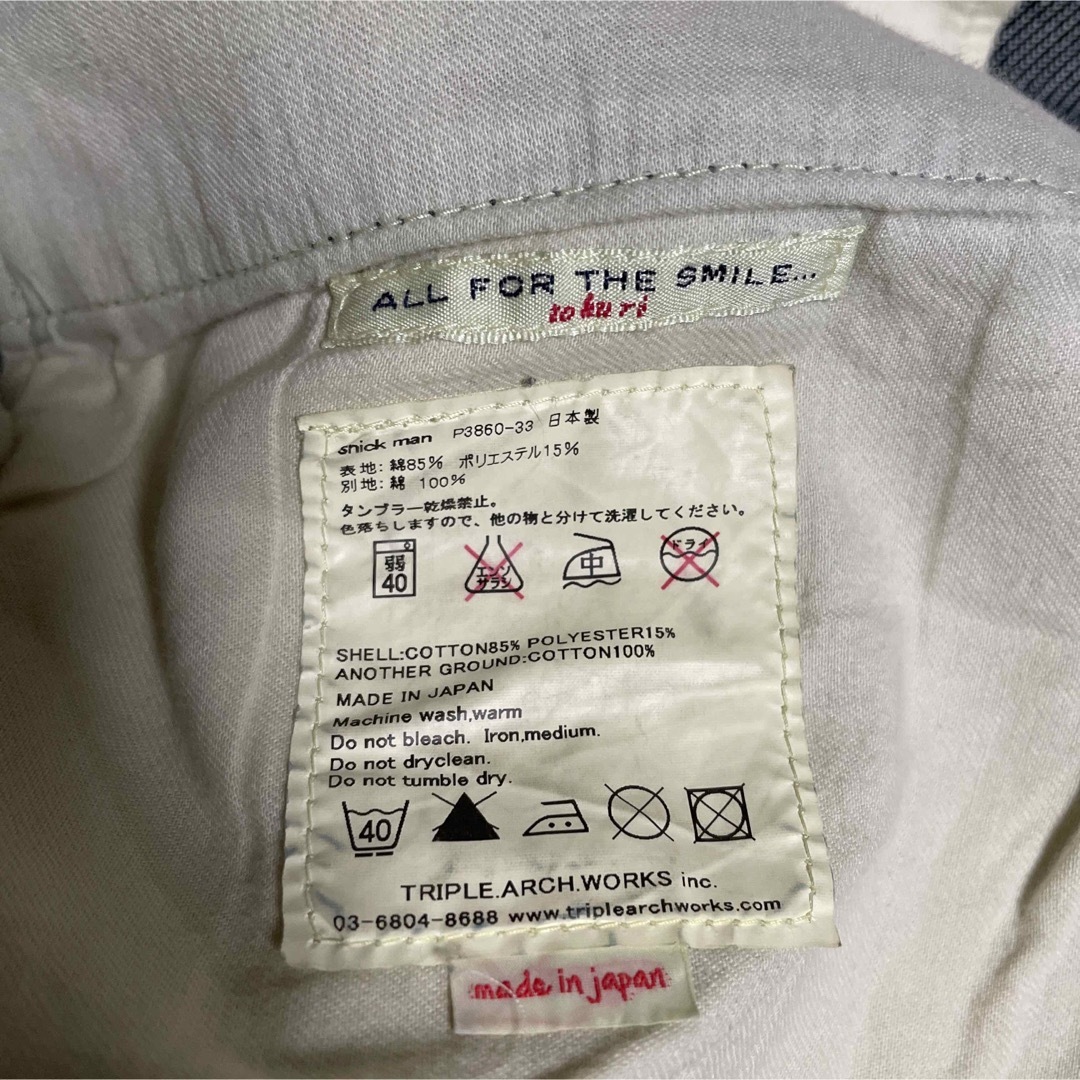 ALL FOR THE SMILE...
tokuri
shick man P3860-33 日本製
表地: 綿85% ポリエステル15%
別地: 綿 100%
タンブラー乾燥禁止。
色落ちしますので、他の物と分けて洗濯してください。
弱 40
エンソ サラシ
中
ドライ
SHELL:COTTON85% POLYESTER15%
ANOTHER GROUND:COTTON100%
MADE IN JAPAN
Machine wash,warm
Do not bleach. Iron,medium.
Do not dryclean.
Do not tumble dry.
40
TRIPLE.ARCH.WORKS inc.
03-6804-8688 www.triplearchworks.com
made in japan